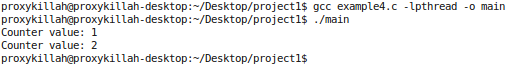 proxykillah@proxykillah-desktop:~/Desktop/project1$ gcc example4.c -lpthread -o main
proxykillah@proxykillah-desktop:~/Desktop/project1$ ./main
Counter value: 1
Counter value: 2
proxykillah@proxykillah-desktop:~/Desktop/project1$